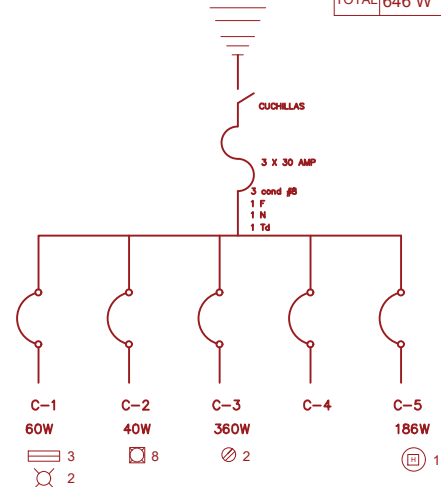 TOTAL 646 W
CUCHILLAS
3 X 30 AMP
3 cond #8
1 F
1 N
1 Td
C-1 C-2 C-3 C-4 C-5
60W 40W 360W 186W
3 8 2 H 1
2